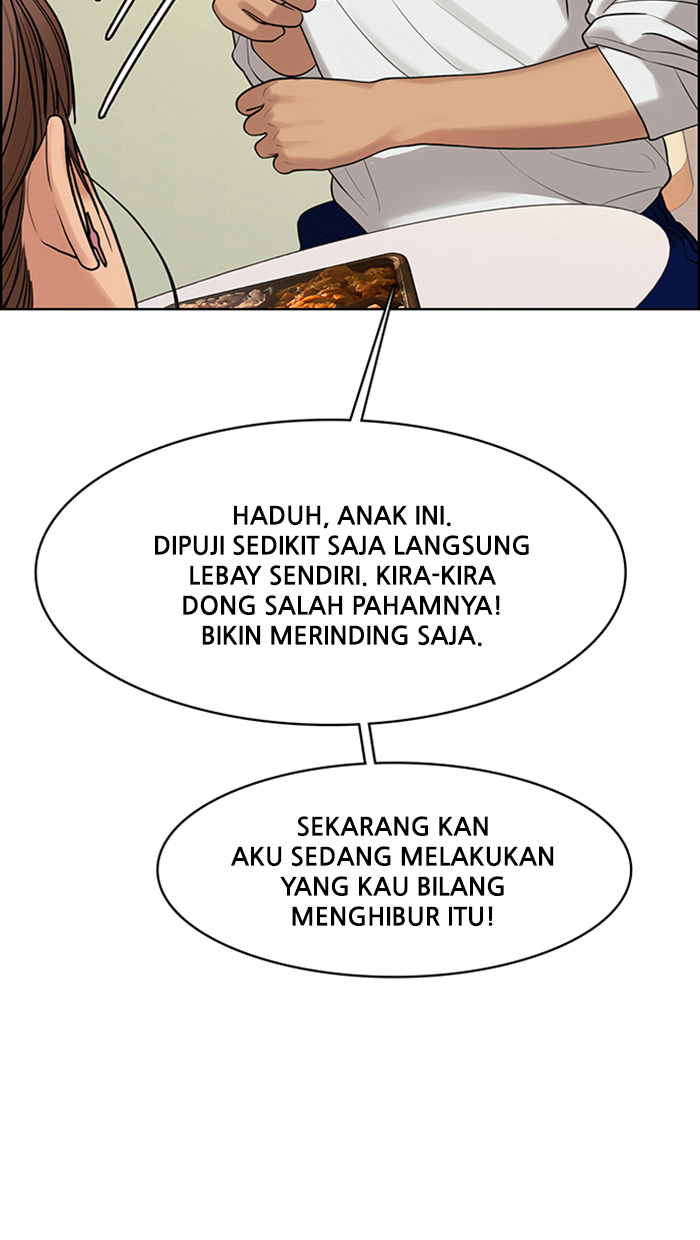 HADUH, ANAK INI.
DIPUJI SEDIKIT SAJA LANGSUNG
LEBAY SENDIRI. KIRA-KIRA
DONG SALAH PAHAMNYA!
BIKIN MERINDING SAJA.
SEKARANG KAN
AKU SEDANG MELAKUKAN
YANG KAU BILANG
MENGHIBUR ITU!